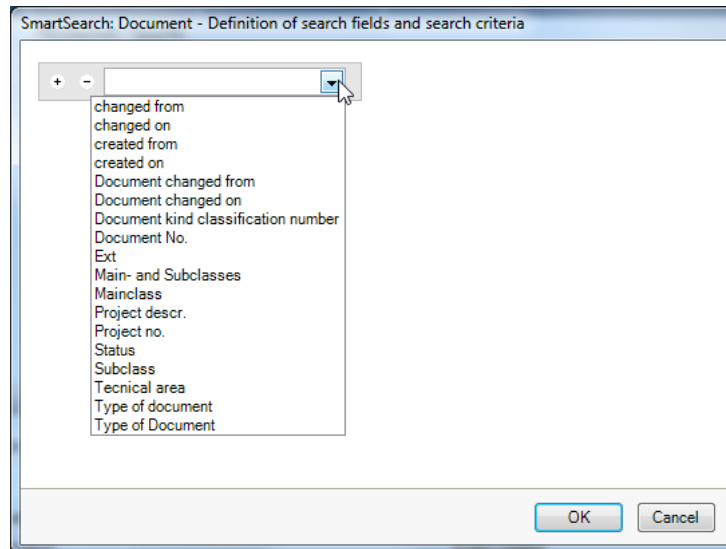 SmartSearch: Document - Definition of search fields and search criteria
+ −
changed from
changed on
created from
created on
Document changed from
Document changed on
Document kind classification number
Document No.
Ext
Main- and Subclasses
Mainclass
Project descr.
Project no.
Status
Subclass
Tecnical area
Type of document
Type of Document
OK Cancel